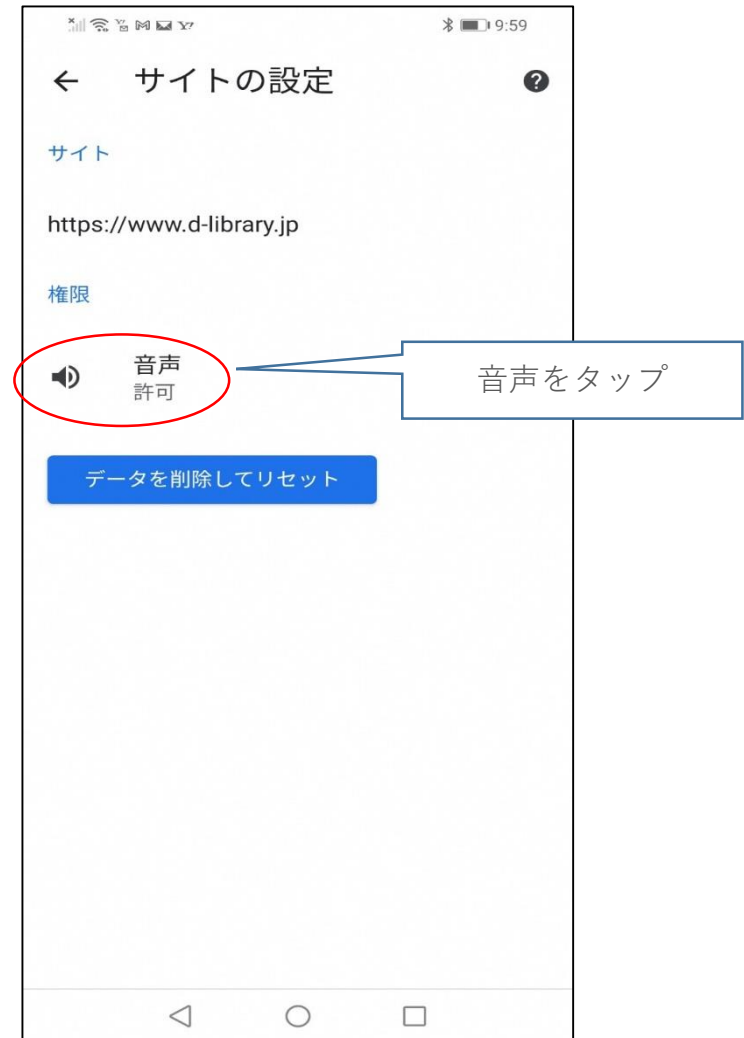 9:59
サイトの設定
サイト
https://www.d-library.jp
権限
音声
許可
音声をタップ
データを削除してリセット